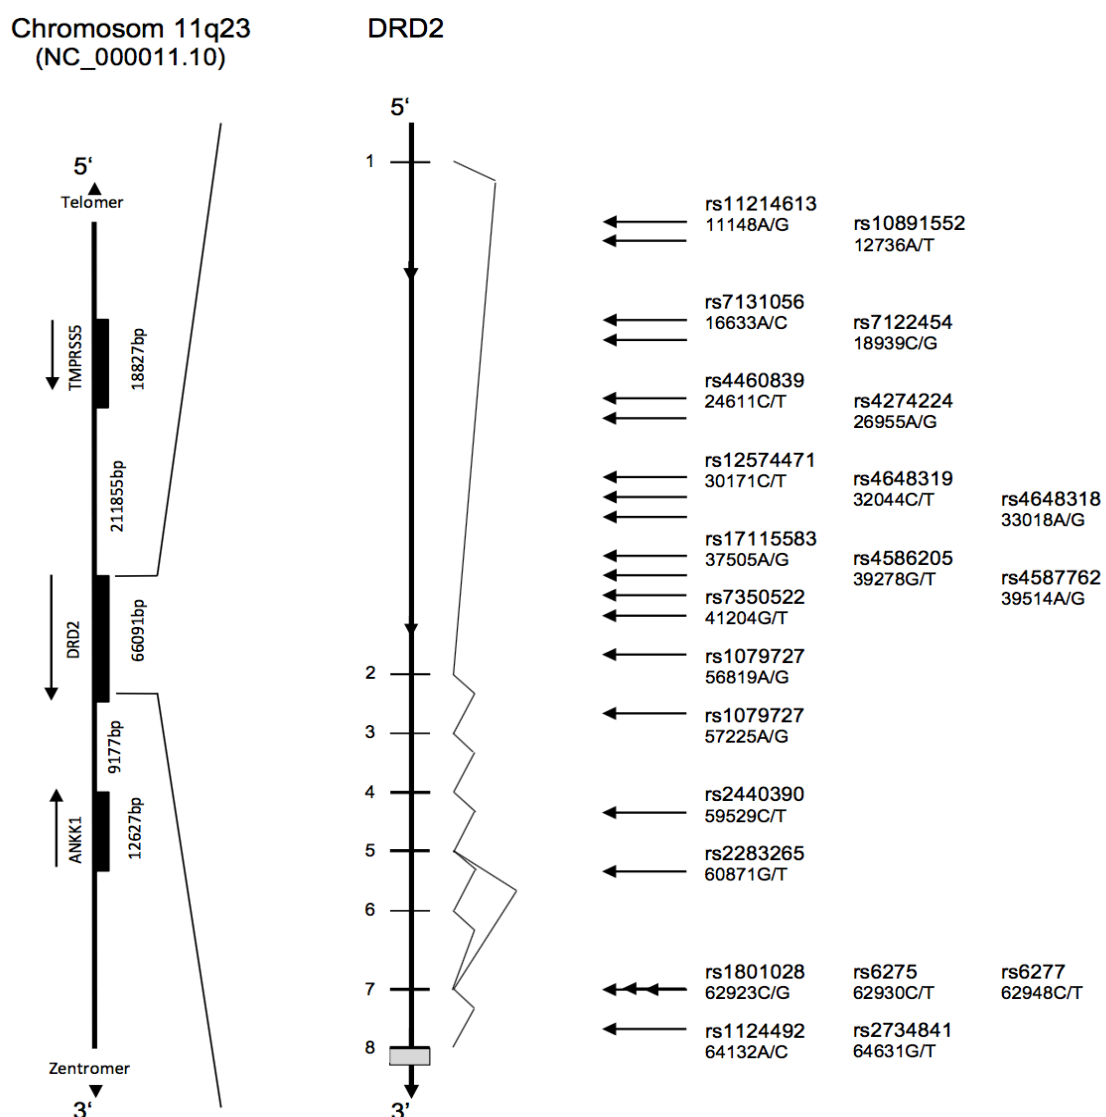 Chromosom 11q23
(NC_000011.10)
5‘
Telomer
TMPRSS5
18827bp
211855bp
DRD2
66091bp
9177bp
ANKK1
12627bp
Zentromer
3‘
DRD2
5‘
1
2
3
4
5
6
7
8
3‘
rs11214613
11148A/G
rs10891552
12736A/T
rs7131056
16633A/C
rs7122454
18939C/G
rs4460839
24611C/T
rs4274224
26955A/G
rs12574471
30171C/T
rs4648319
32044C/T
rs4648318
33018A/G
rs17115583
37505A/G
rs4586205
39278G/T
rs4587762
39514A/G
rs7350522
41204G/T
rs1079727
56819A/G
rs1079727
57225A/G
rs2440390
59529C/T
rs2283265
60871G/T
rs1801028
62923C/G
rs6275
62930C/T
rs6277
62948C/T
rs1124492
64132A/C
rs2734841
64631G/T